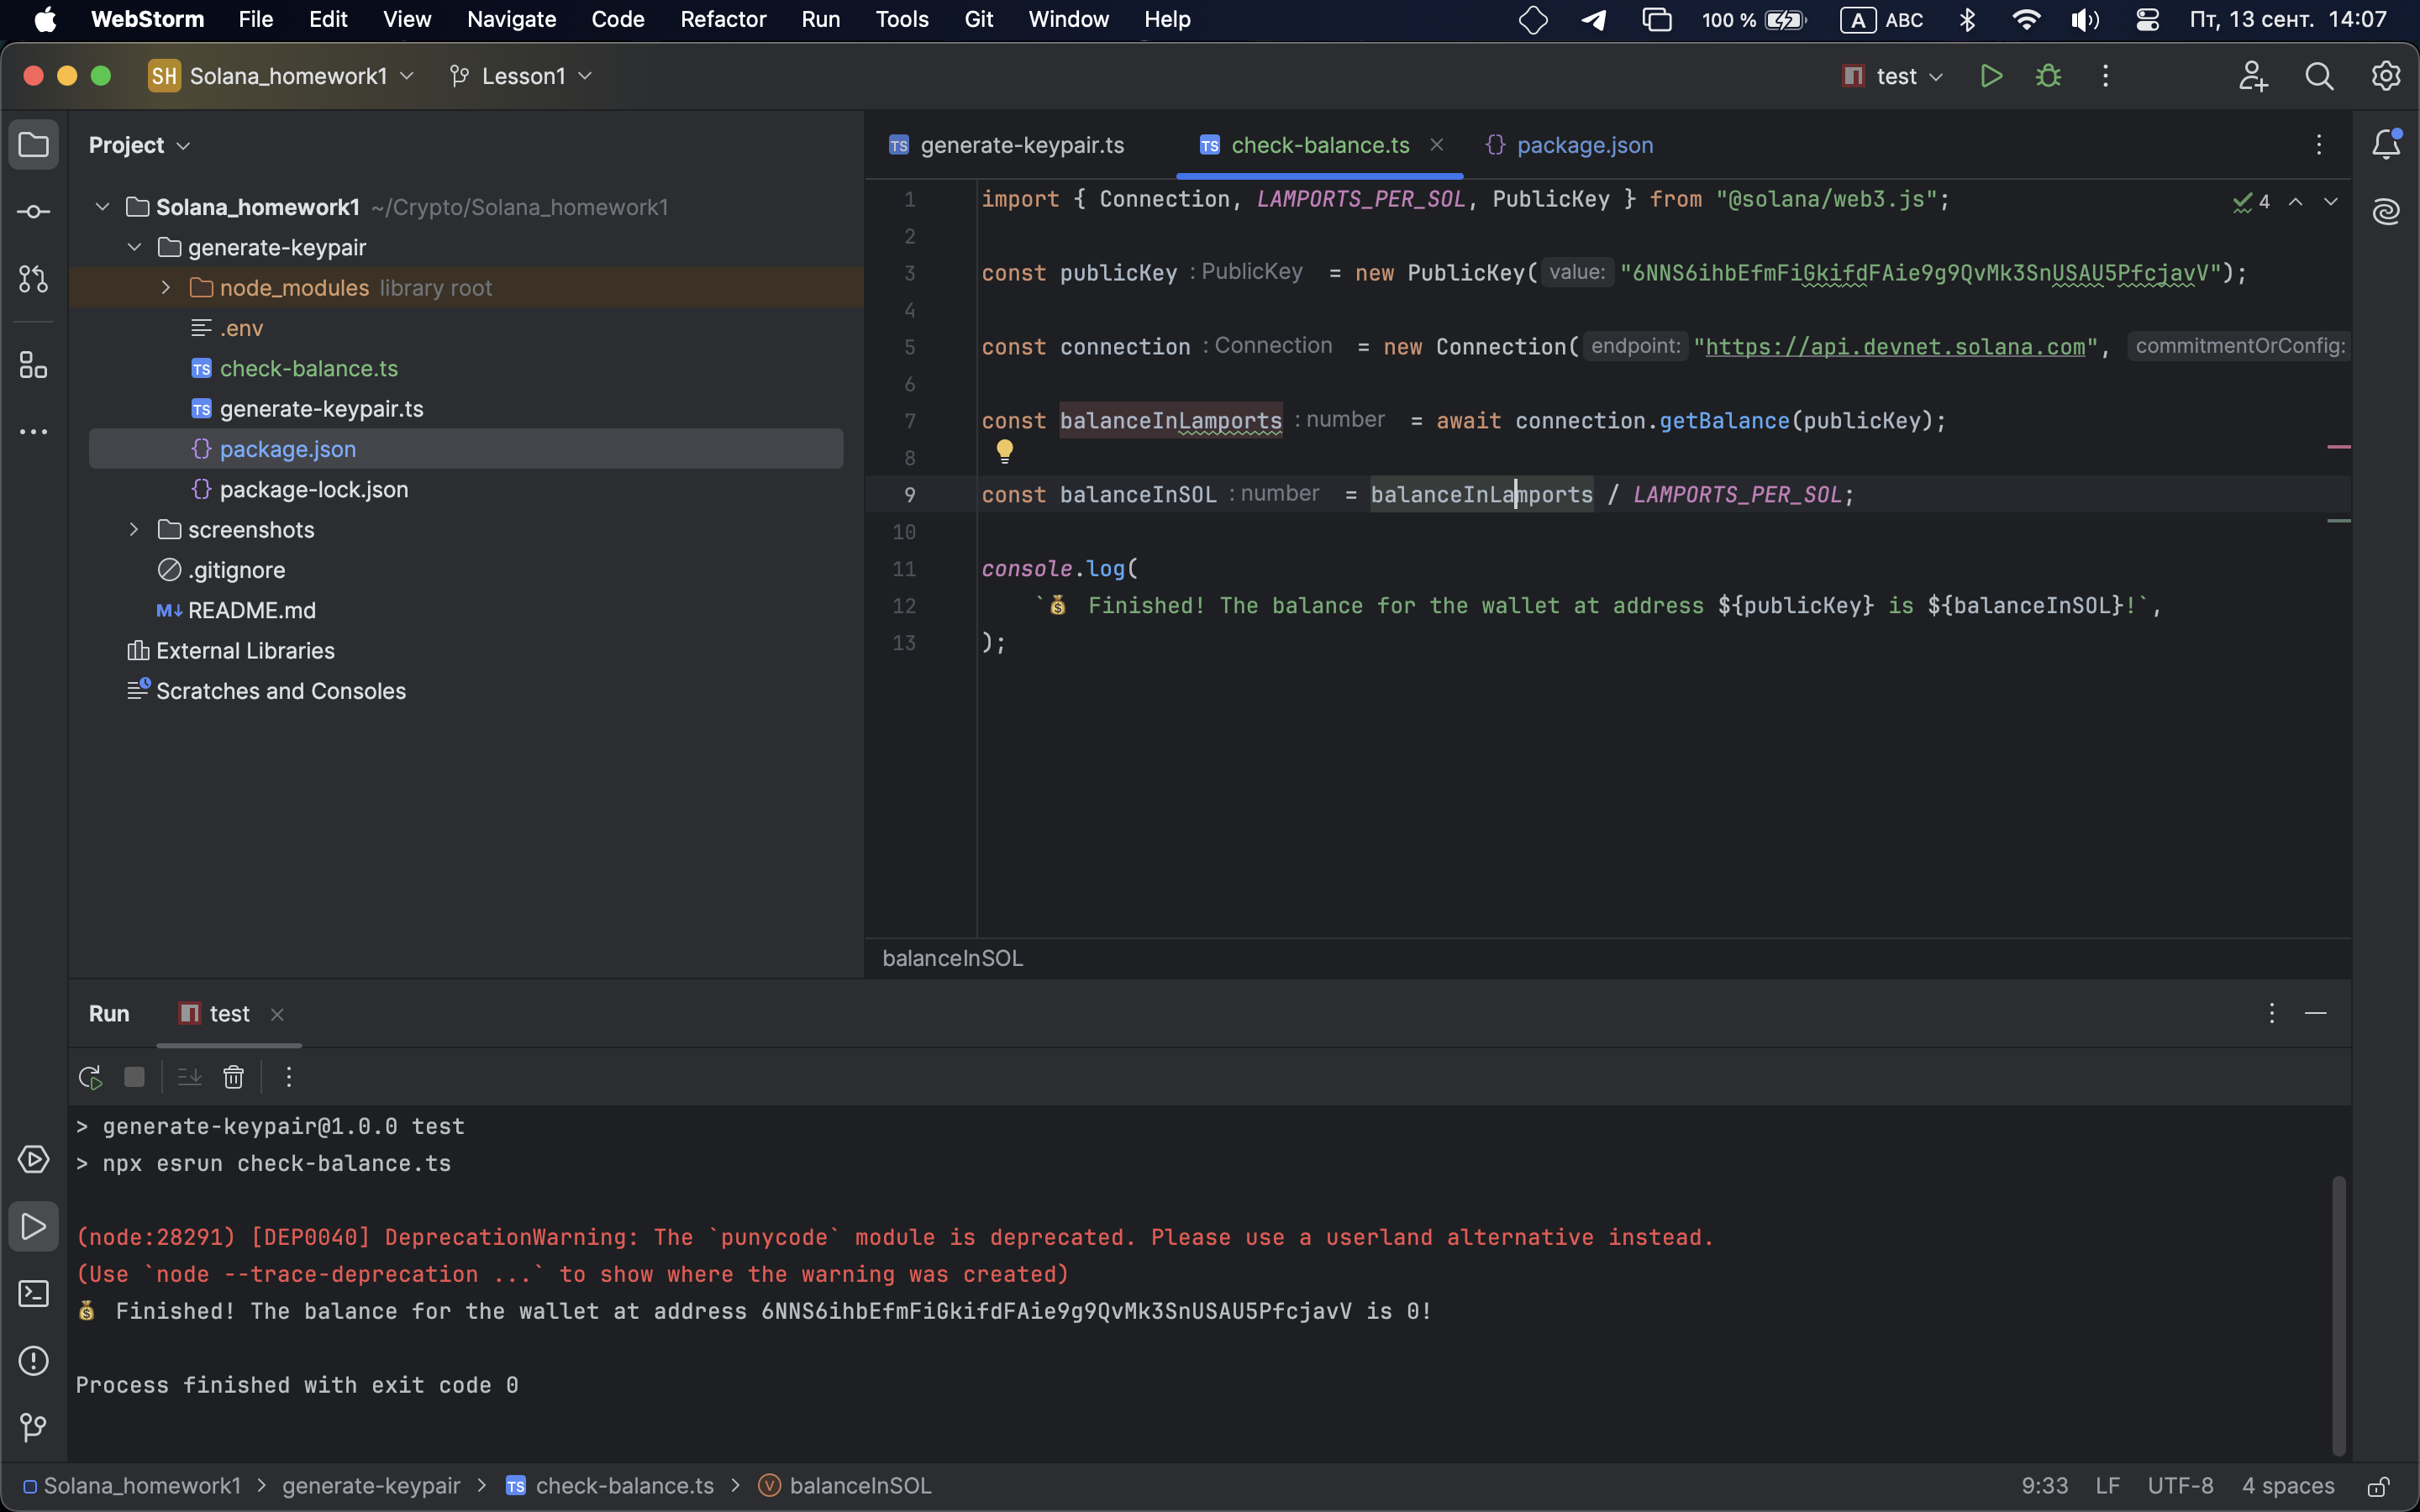 WebStorm File Edit View Navigate Code Refactor Run Tools Git Window Help 100 % A ABC Пт, 13 сент. 14:07
SH Solana_homework1 Lesson1 test
Project
Solana_homework1 ~/Crypto/Solana_homework1
generate-keypair
node_modules library root
.env
TS check-balance.ts
TS generate-keypair.ts
{} package.json
{} package-lock.json
screenshots
.gitignore
M↓ README.md
External Libraries
Scratches and Consoles
TS generate-keypair.ts TS check-balance.ts {} package.json
4
1 import { Connection, LAMPORTS_PER_SOL, PublicKey } from "@solana/web3.js";
2
3 const publicKey : PublicKey = new PublicKey( value: "6NNS6ihbEfmFiGkifdFAie9g9QvMk3SnUSAU5PfcjavV");
4
5 const connection : Connection = new Connection( endpoint: "https://api.devnet.solana.com", commitmentOrConfig:
6
7 const balanceInLamports : number = await connection.getBalance(publicKey);
8
9 const balanceInSOL : number = balanceInLamports / LAMPORTS_PER_SOL;
10
11 console.log(
12 `💰 Finished! The balance for the wallet at address ${publicKey} is ${balanceInSOL}!`,
13 );
balanceInSOL
Run test
> generate-keypair@1.0.0 test
> npx esrun check-balance.ts
(node:28291) [DEP0040] DeprecationWarning: The `punycode` module is deprecated. Please use a userland alternative instead.
(Use `node --trace-deprecation ...` to show where the warning was created)
💰 Finished! The balance for the wallet at address 6NNS6ihbEfmFiGkifdFAie9g9QvMk3SnUSAU5PfcjavV is 0!
Process finished with exit code 0
Solana_homework1 > generate-keypair > TS check-balance.ts > V balanceInSOL 9:33 LF UTF-8 4 spaces